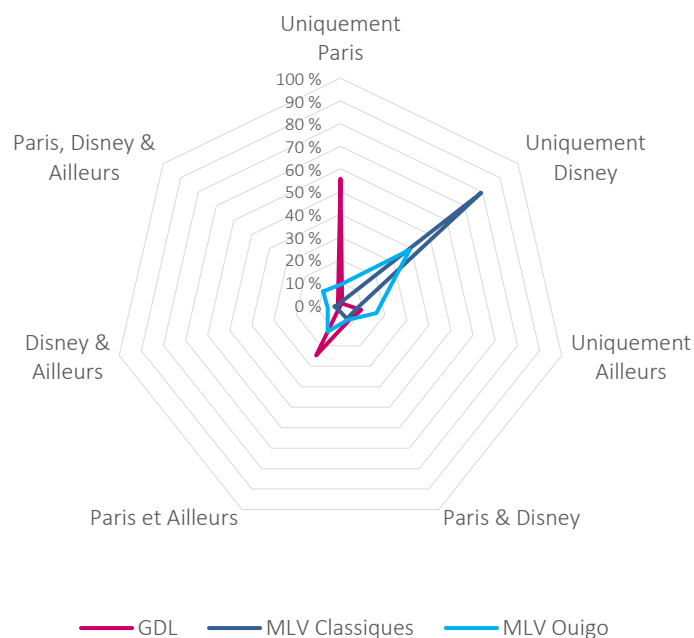 Uniquement
Paris
100 %
90 %
80 %
70 %
60 %
50 %
40 %
30 %
20 %
10 %
0 %
Paris, Disney &
Ailleurs
Uniquement
Disney
Disney &
Ailleurs
Uniquement
Ailleurs
Paris et Ailleurs
Paris & Disney
GDL
MLV Classiques
MLV Ouigo